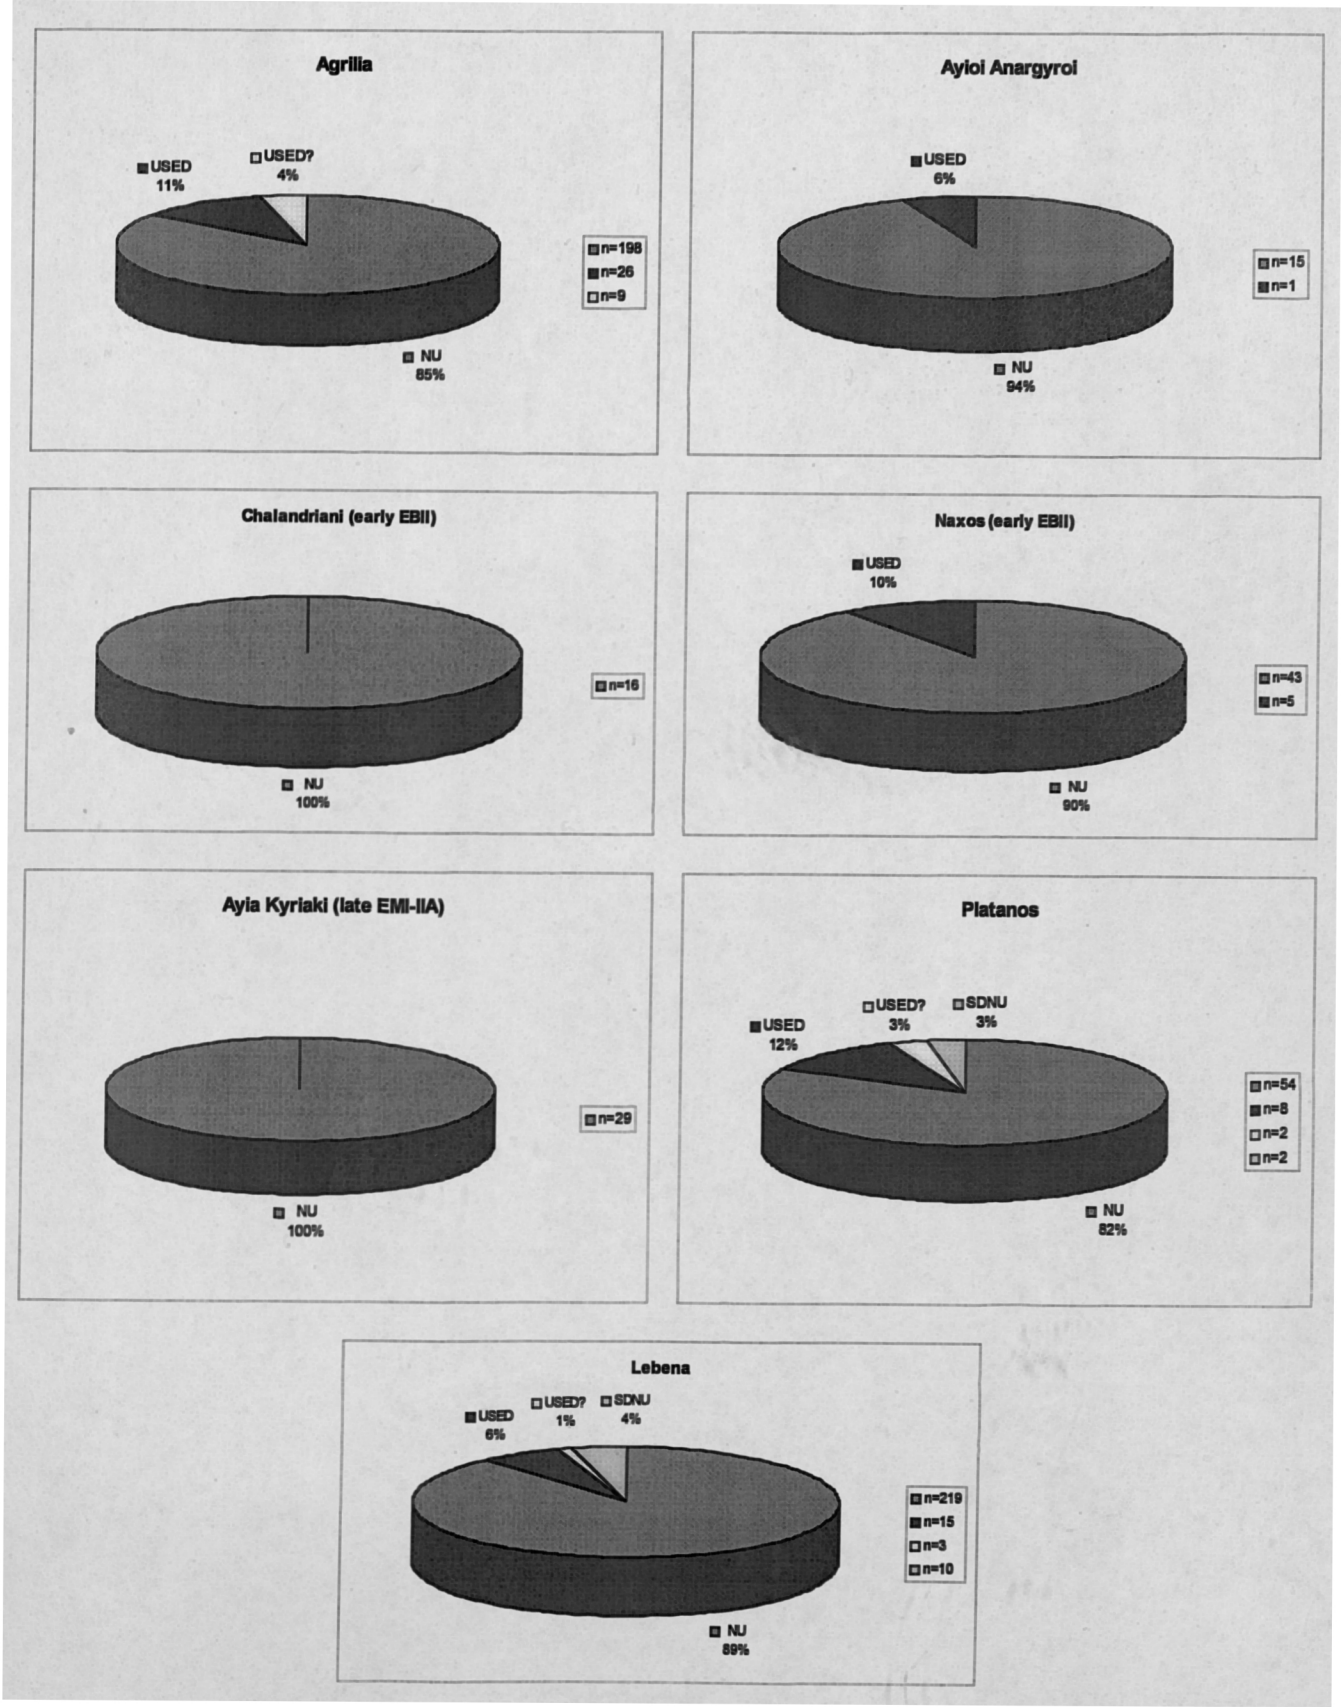 Agrilia
USED
11%
USED?
4%
n=198
n=26
n=9
NU
85%
Ayioi Anargyroi
USED
6%
n=15
n=1
NU
94%
Chalandriani (early EBII)
n=16
NU
100%
Naxos (early EBII)
USED
10%
n=43
n=5
NU
90%
Ayia Kyriaki (late EMI-IIA)
n=29
NU
100%
Platanos
USED
12%
USED?
3%
SDNU
3%
n=54
n=8
n=2
n=2
NU
82%
Lebena
USED
6%
USED?
1%
SDNU
4%
n=219
n=15
n=3
n=10
NU
89%